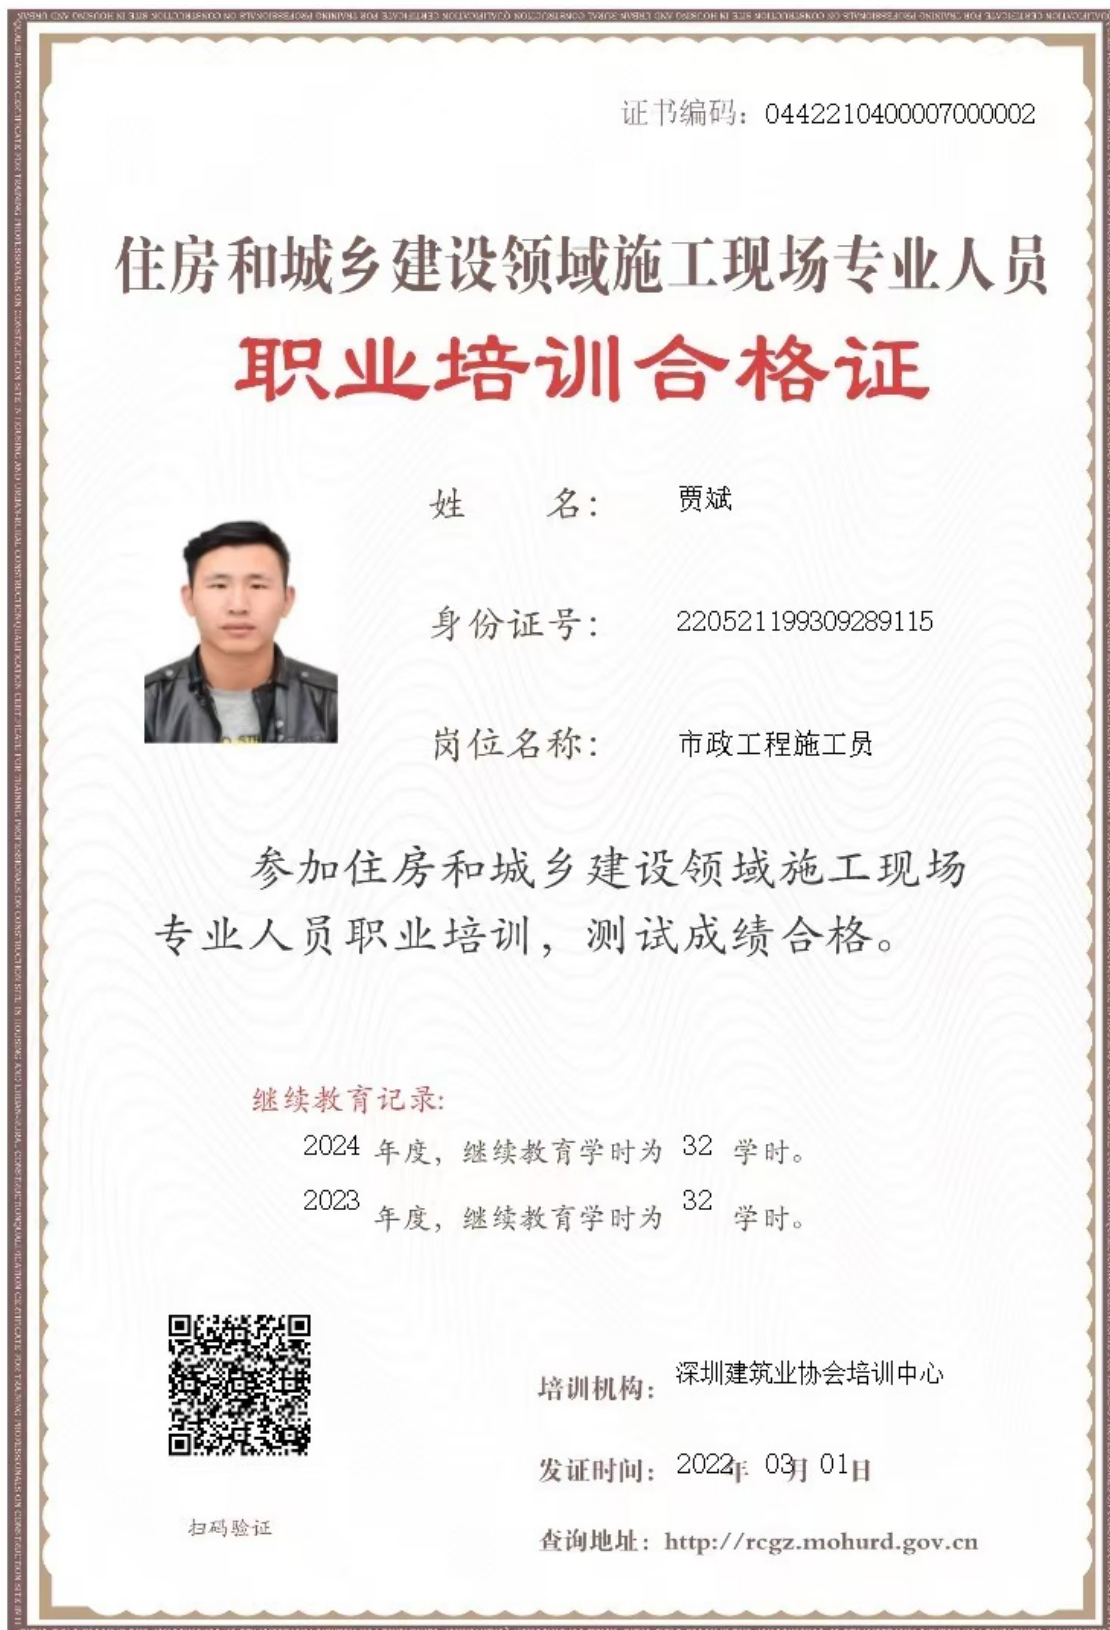 证书编码：0442210400007000002
住房和城乡建设领域施工现场专业人员
职业培训合格证
姓 名： 贾斌
身份证号： 220521199309289115
岗位名称： 市政工程施工员
参加住房和城乡建设领域施工现场
专业人员职业培训，测试成绩合格。
继续教育记录:
2024 年度，继续教育学时为 32 学时。
2023 年度，继续教育学时为 32 学时。
培训机构： 深圳建筑业协会培训中心
发证时间： 2022年 03月 01日
扫码验证
查询地址：http://rcgz.mohurd.gov.cn